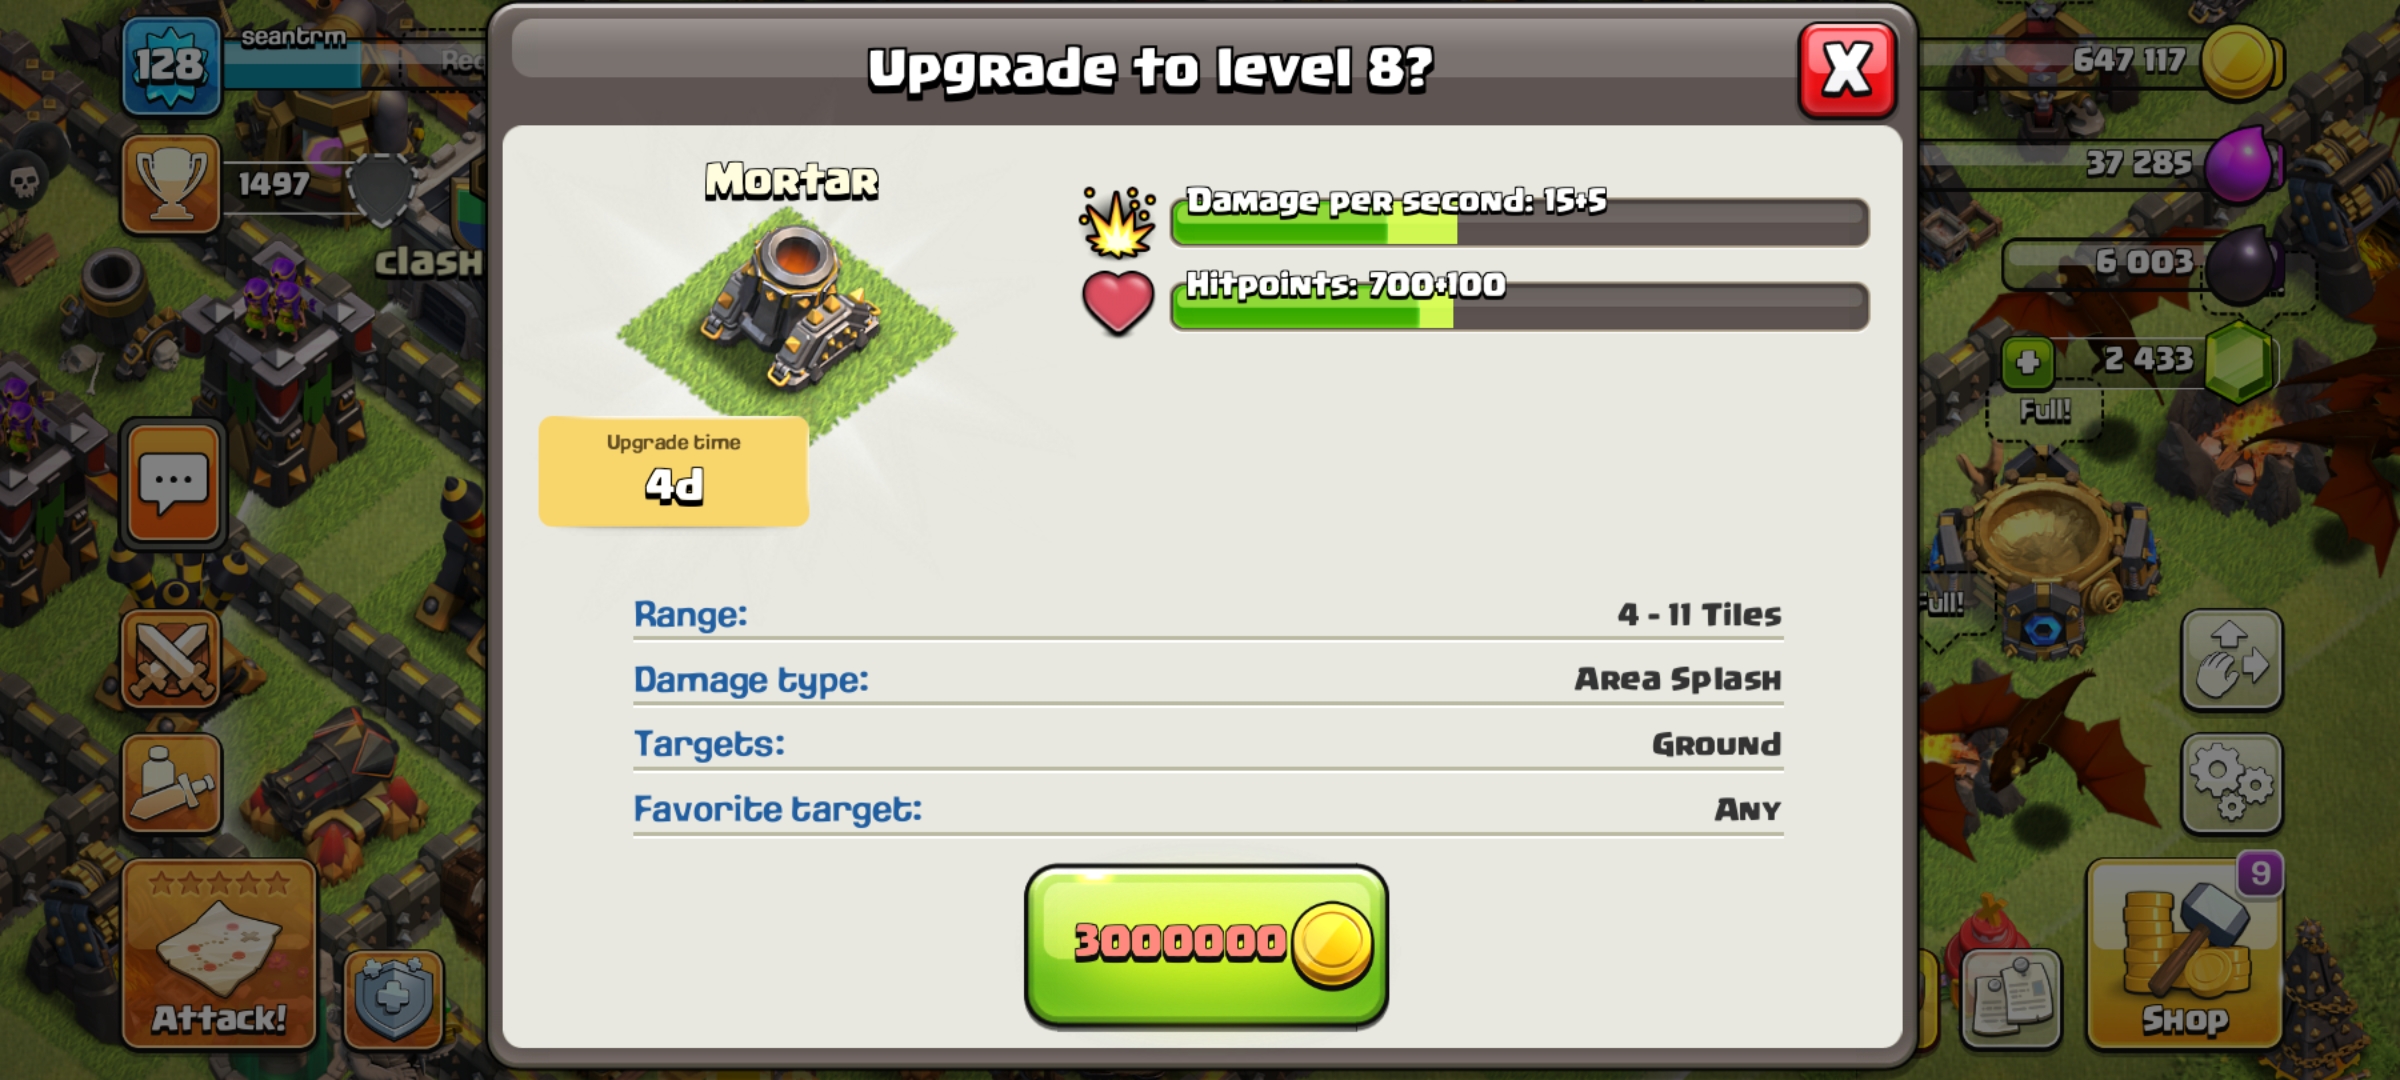 128
seantrm
1497
clash
Attack!
Upgrade to level 8?
X
Mortar
Damage per second: 15+5
Hitpoints: 700+100
Upgrade time
4d
Range:
4 - 11 Tiles
Damage type:
Area Splash
Targets:
Ground
Favorite target:
Any
3000000
647 117
37 285
6 003
2 433
Full!
9
Shop